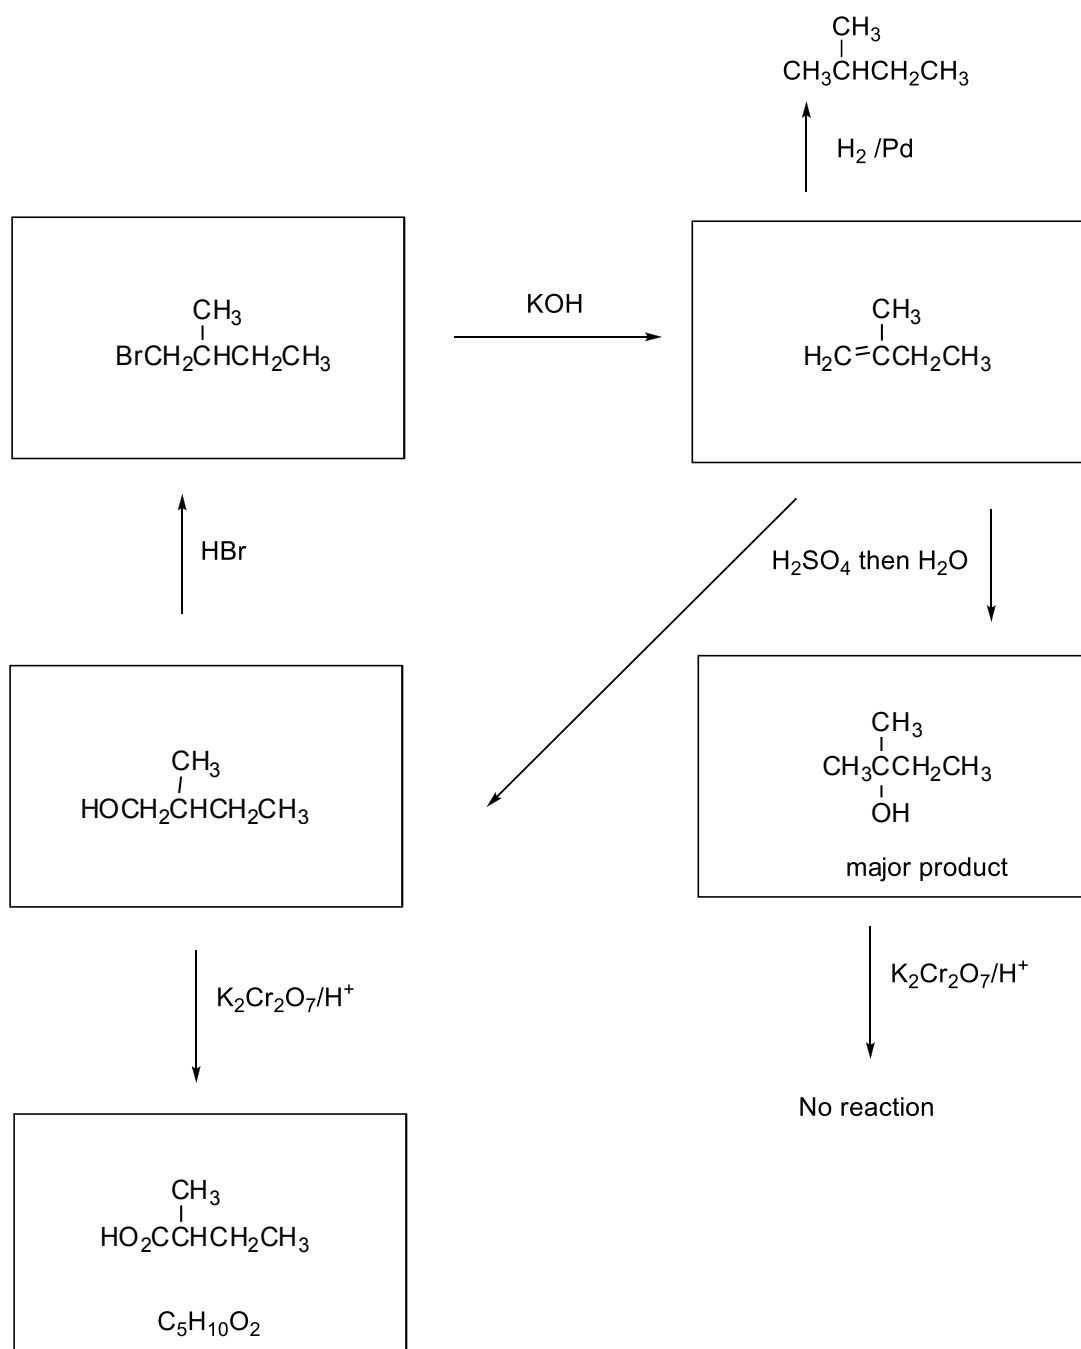 CH3
CH3CHCH2CH3
H2 /Pd
CH3
BrCH2CHCH2CH3
KOH
CH3
H2C=CCH2CH3
HBr
H2SO4 then H2O
CH3
HOCH2CHCH2CH3
CH3
CH3CCH2CH3
OH
major product
K2Cr2O7/H+
K2Cr2O7/H+
No reaction
CH3
HO2CCHCH2CH3
C5H10O2